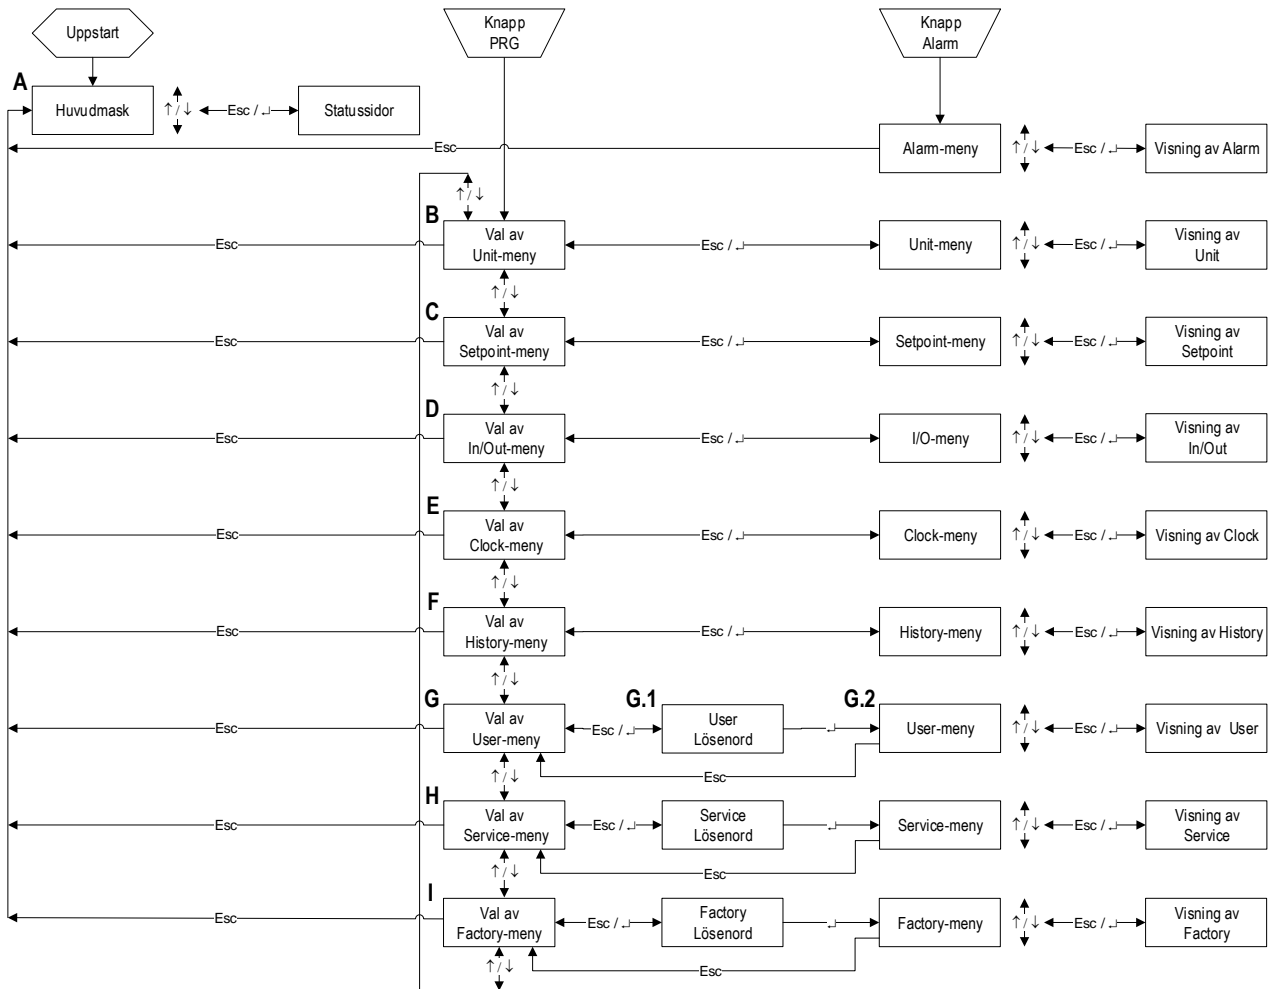 Uppstart
Knapp
PRG
Knapp
Alarm
A
Huvudmask
↑ / ↓
Esc / ↵
Statussidor
Esc
Alarm-meny
↑ / ↓
Esc / ↵
Visning av Alarm
↑ / ↓
B
Esc
Val av
Unit-meny
Esc / ↵
Unit-meny
↑ / ↓
Esc / ↵
Visning av
Unit
↑ / ↓
C
Esc
Val av
Setpoint-meny
Esc / ↵
Setpoint-meny
↑ / ↓
Esc / ↵
Visning av
Setpoint
↑ / ↓
D
Esc
Val av
In/Out-meny
Esc / ↵
I/O-meny
↑ / ↓
Esc / ↵
Visning av
In/Out
↑ / ↓
E
Esc
Val av
Clock-meny
Esc / ↵
Clock-meny
↑ / ↓
Esc / ↵
Visning av Clock
↑ / ↓
F
Esc
Val av
History-meny
Esc / ↵
History-meny
↑ / ↓
Esc / ↵
Visning av History
↑ / ↓
G
G.1
G.2
Esc
Val av
User-meny
Esc / ↵
User
Lösenord
↵
User-meny
↑ / ↓
Esc / ↵
Visning av User
Esc
↑ / ↓
H
Esc
Val av
Service-meny
Esc / ↵
Service
Lösenord
↵
Service-meny
↑ / ↓
Esc / ↵
Visning av
Service
Esc
↑ / ↓
I
Esc
Val av
Factory-meny
Esc / ↵
Factory
Lösenord
↵
Factory-meny
↑ / ↓
Esc / ↵
Visning av
Factory
Esc
↑ / ↓